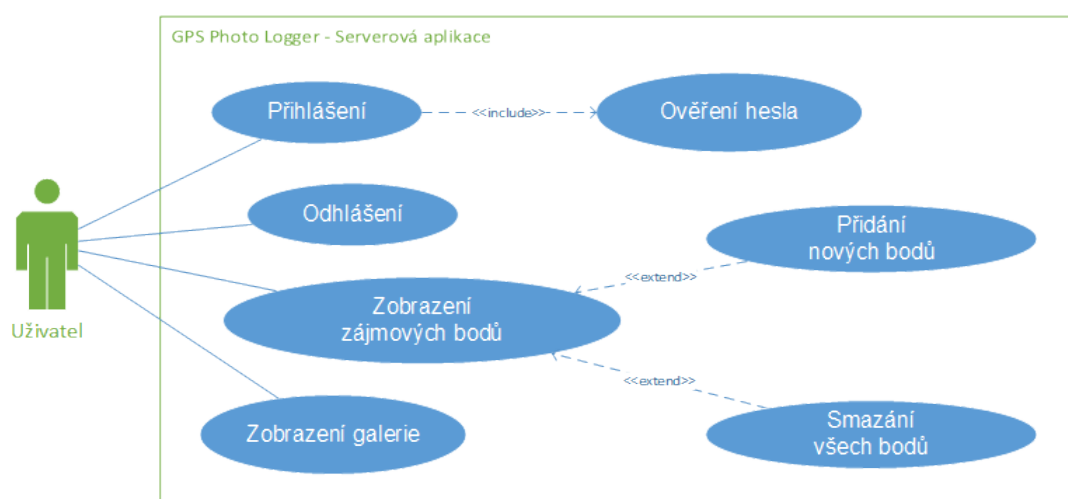 GPS Photo Logger - Serverová aplikace
Přihlášení
<<include>>
Ověření hesla
Odhlášení
Přidání
nových bodů
<<extend>>
Zobrazení
zájmových bodů
Uživatel
<<extend>>
Zobrazení galerie
Smazání
všech bodů